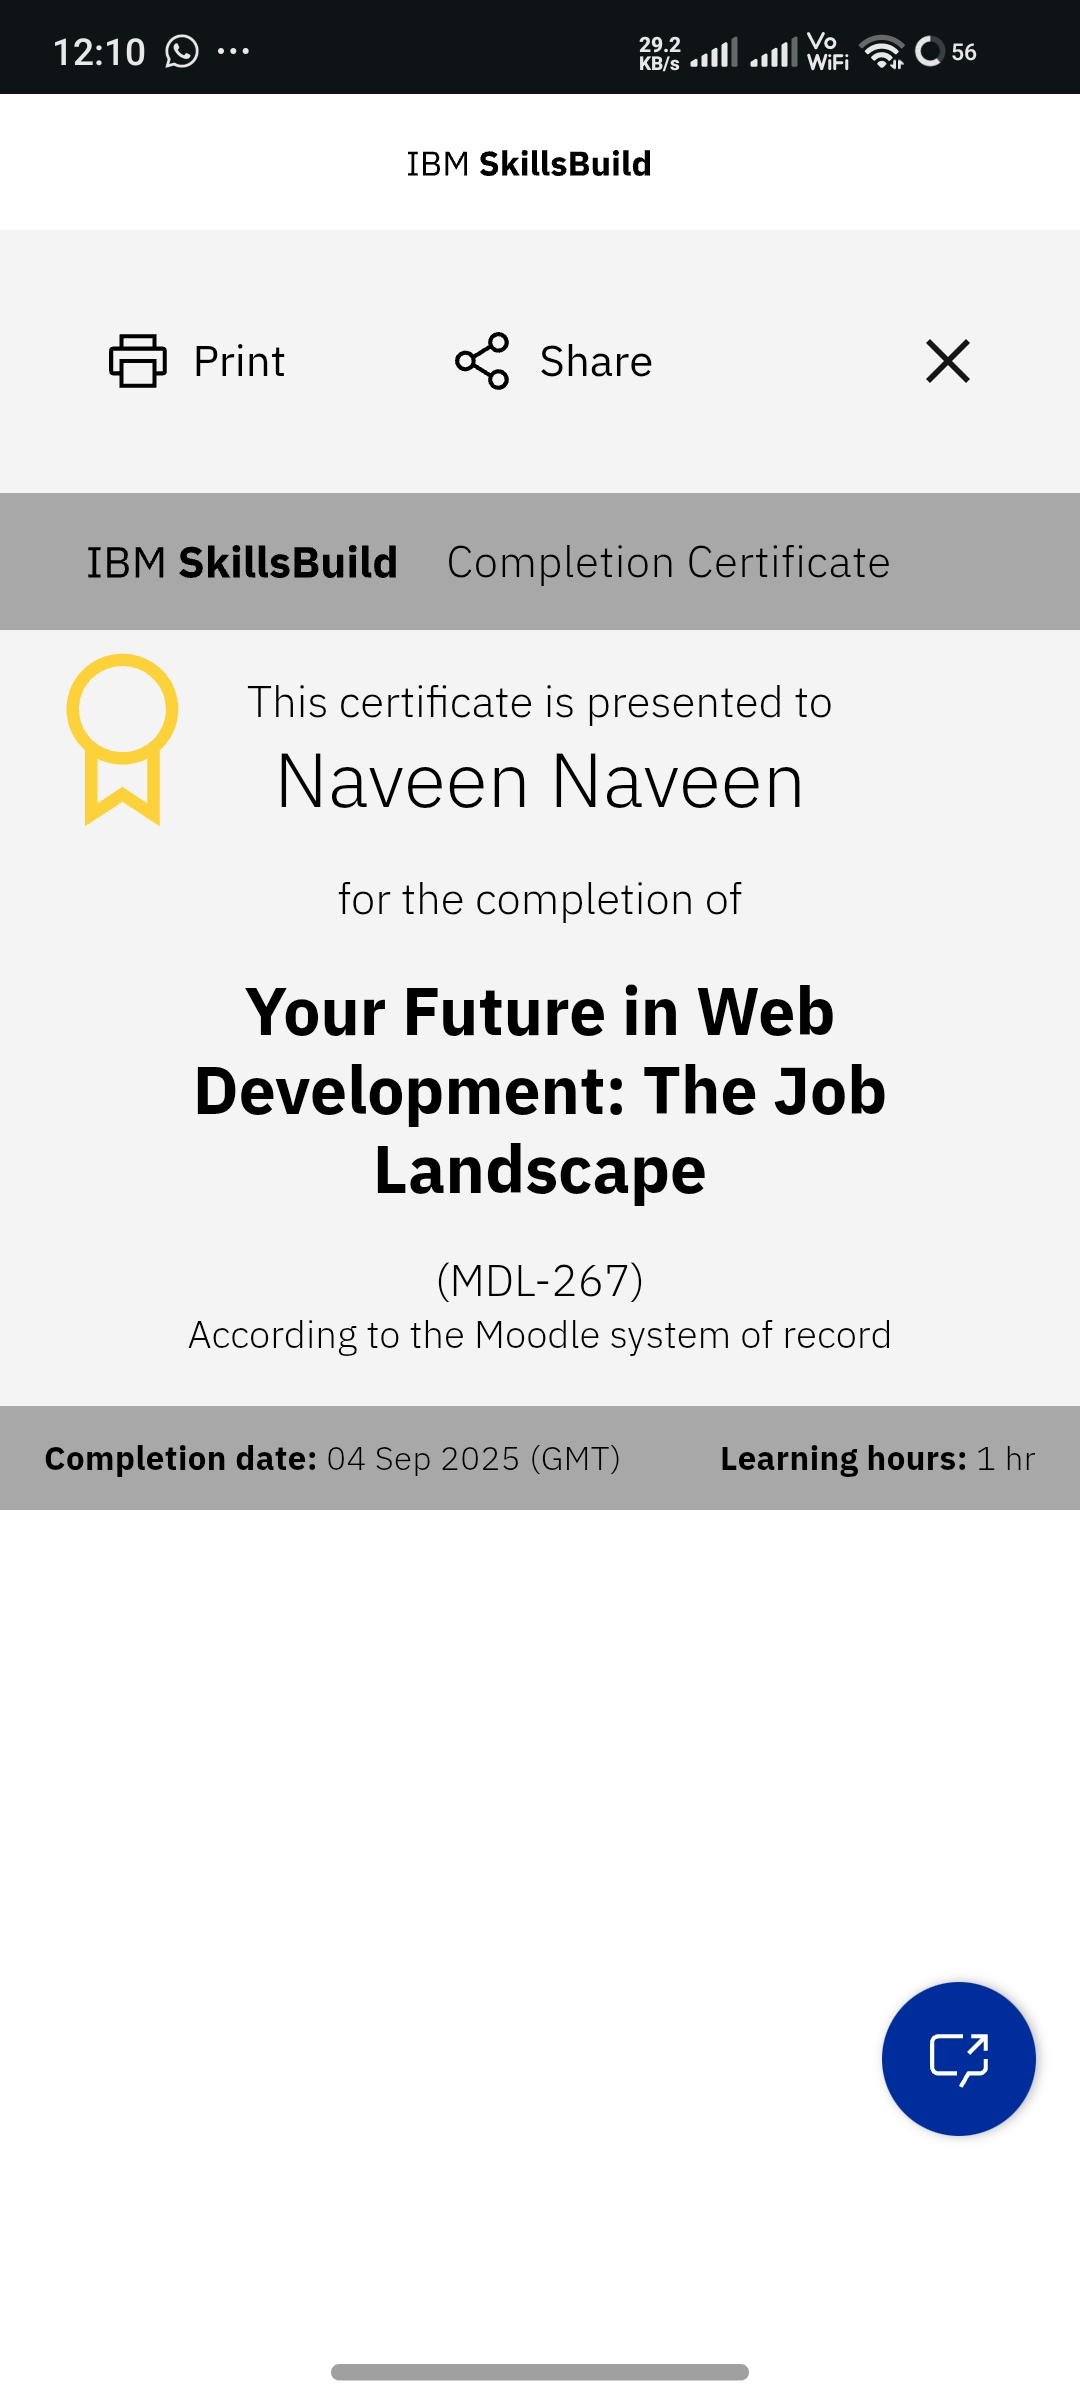 12:10
29.2 KB/s Vo WiFi 56
IBM SkillsBuild
Print Share
IBM SkillsBuild Completion Certificate
This certificate is presented to
Naveen Naveen
for the completion of
Your Future in Web
Development: The Job
Landscape
(MDL-267)
According to the Moodle system of record
Completion date: 04 Sep 2025 (GMT) Learning hours: 1 hr